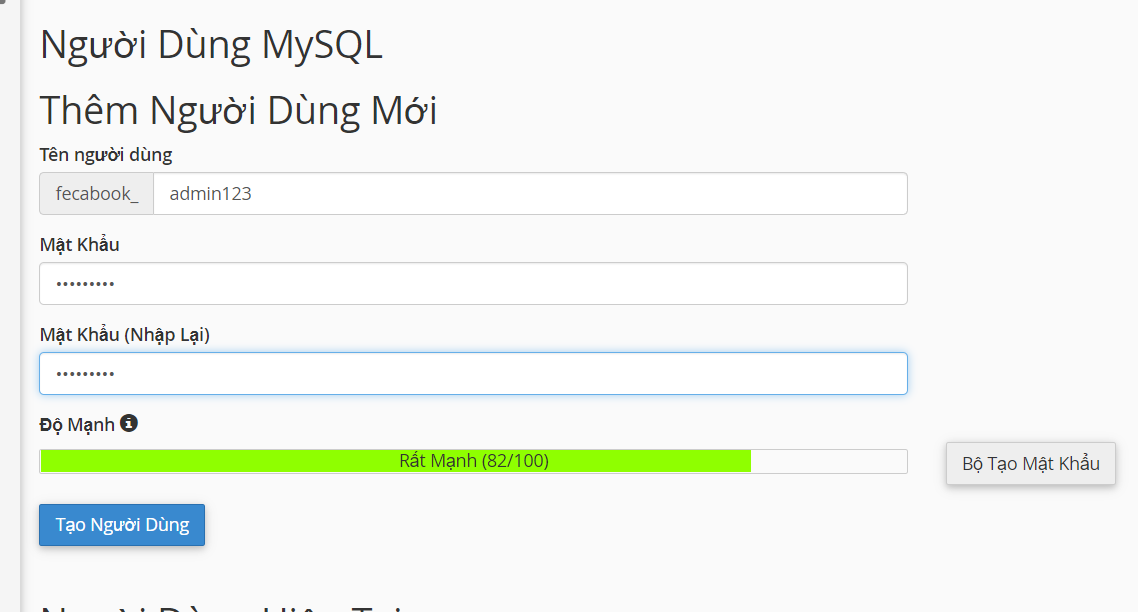 Người Dùng MySQL
Thêm Người Dùng Mới
Tên người dùng
fecabook_ admin123
Mật Khẩu
•••••••••
Mật Khẩu (Nhập Lại)
•••••••••
Độ Mạnh
Rất Mạnh (82/100)
Bộ Tạo Mật Khẩu
Tạo Người Dùng